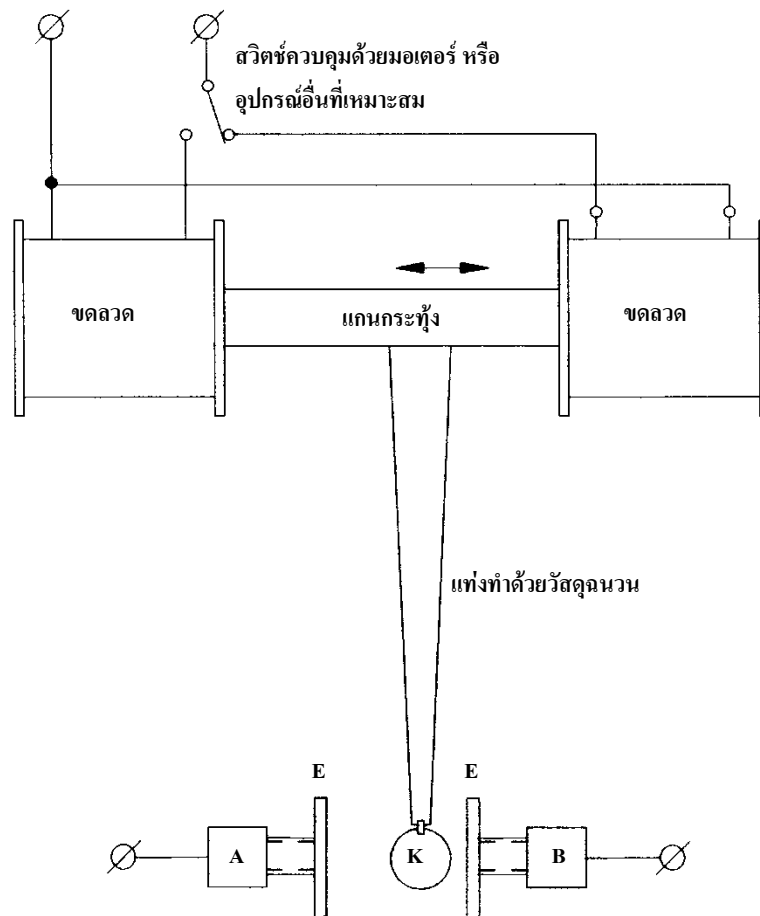 สวิตช์ควบคุมด้วยมอเตอร์ หรือ
อุปกรณ์อื่นที่เหมาะสม
ขดลวด
แกนกระทุ้ง
ขดลวด
แท่งทำด้วยวัสดุฉนวน
E
E
A
K
B